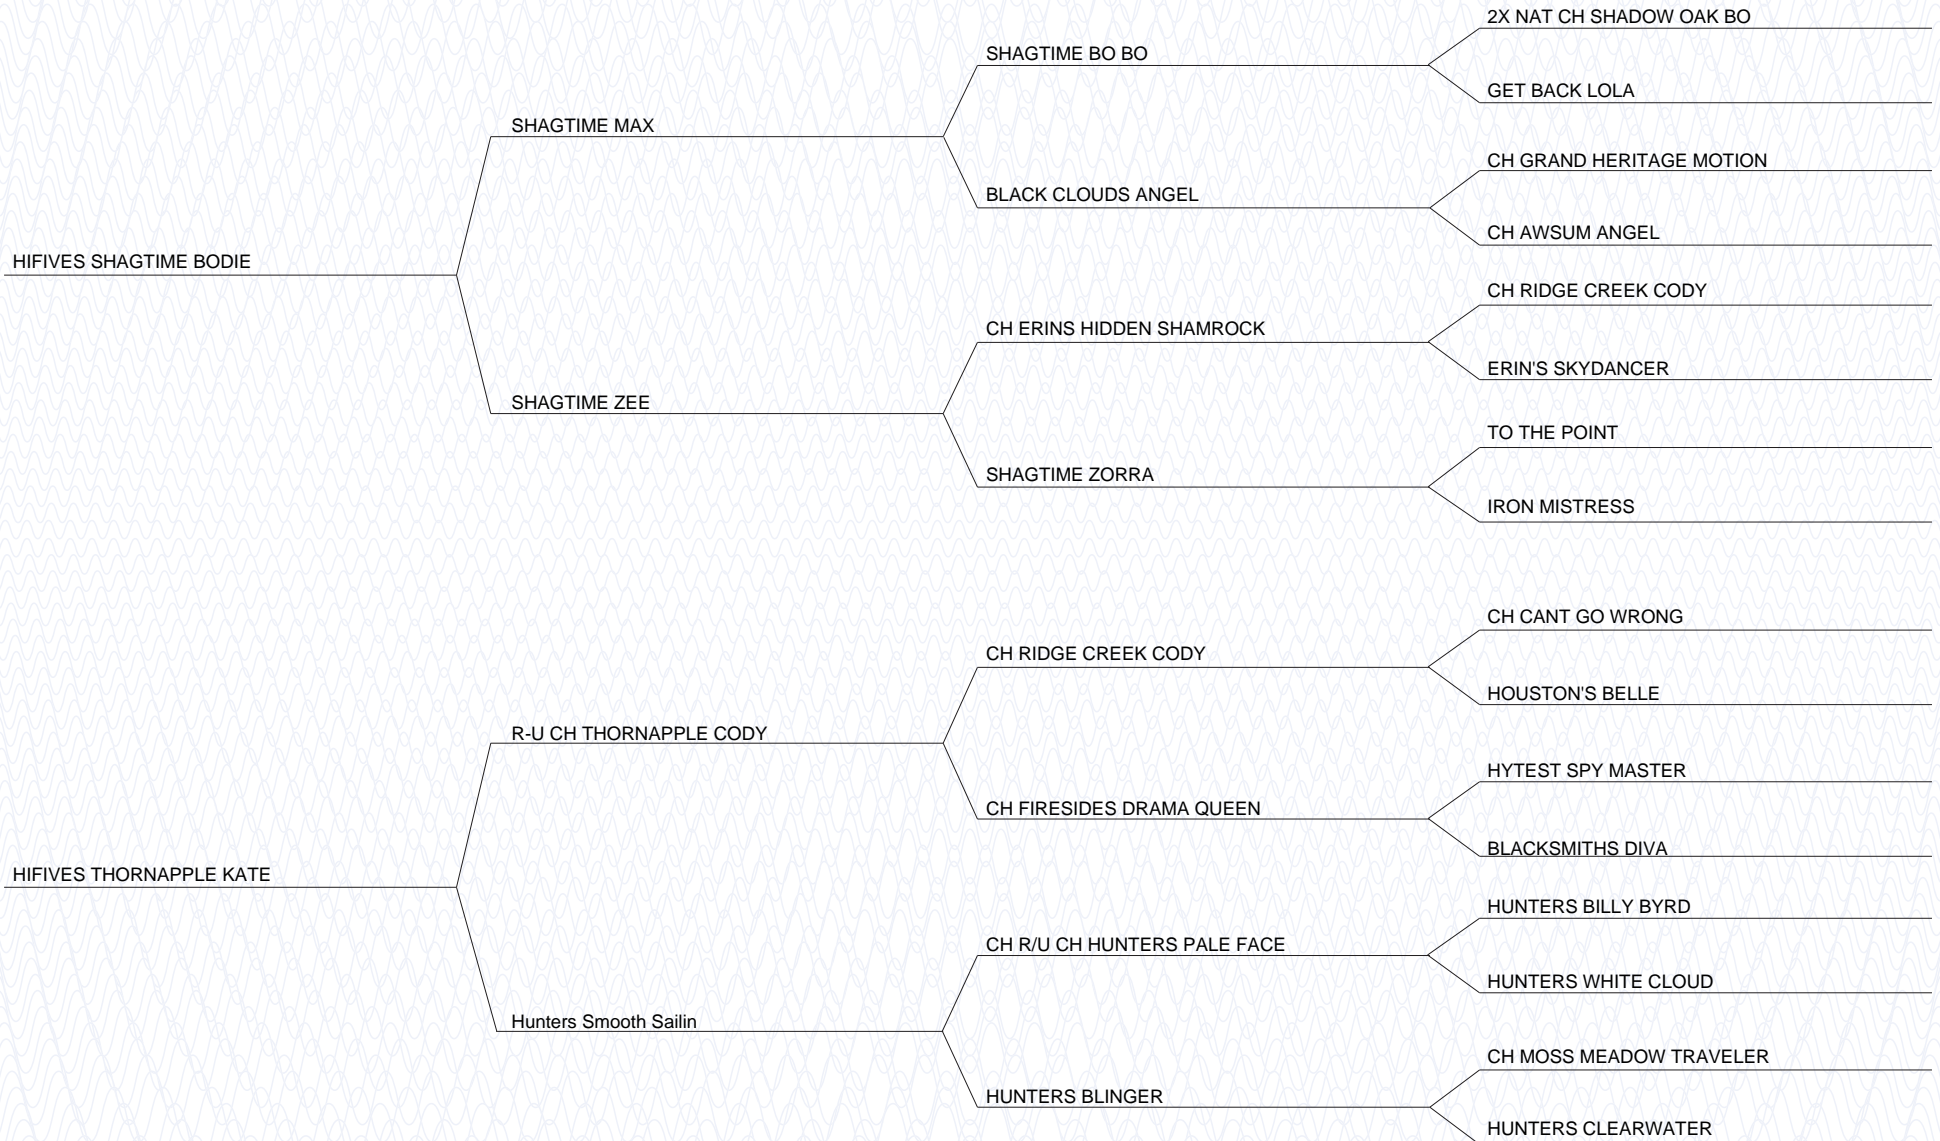 2X NAT CH SHADOW OAK BO
SHAGTIME BO BO
GET BACK LOLA
SHAGTIME MAX
CH GRAND HERITAGE MOTION
BLACK CLOUDS ANGEL
CH AWSUM ANGEL
HIFIVES SHAGTIME BODIE
CH RIDGE CREEK CODY
CH ERINS HIDDEN SHAMROCK
ERIN'S SKYDANCER
SHAGTIME ZEE
TO THE POINT
SHAGTIME ZORRA
IRON MISTRESS
CH CANT GO WRONG
CH RIDGE CREEK CODY
HOUSTON'S BELLE
R-U CH THORNAPPLE CODY
HYTEST SPY MASTER
CH FIRESIDES DRAMA QUEEN
BLACKSMITHS DIVA
HIFIVES THORNAPPLE KATE
HUNTERS BILLY BYRD
CH R/U CH HUNTERS PALE FACE
HUNTERS WHITE CLOUD
Hunters Smooth Sailin
CH MOSS MEADOW TRAVELER
HUNTERS BLINGER
HUNTERS CLEARWATER